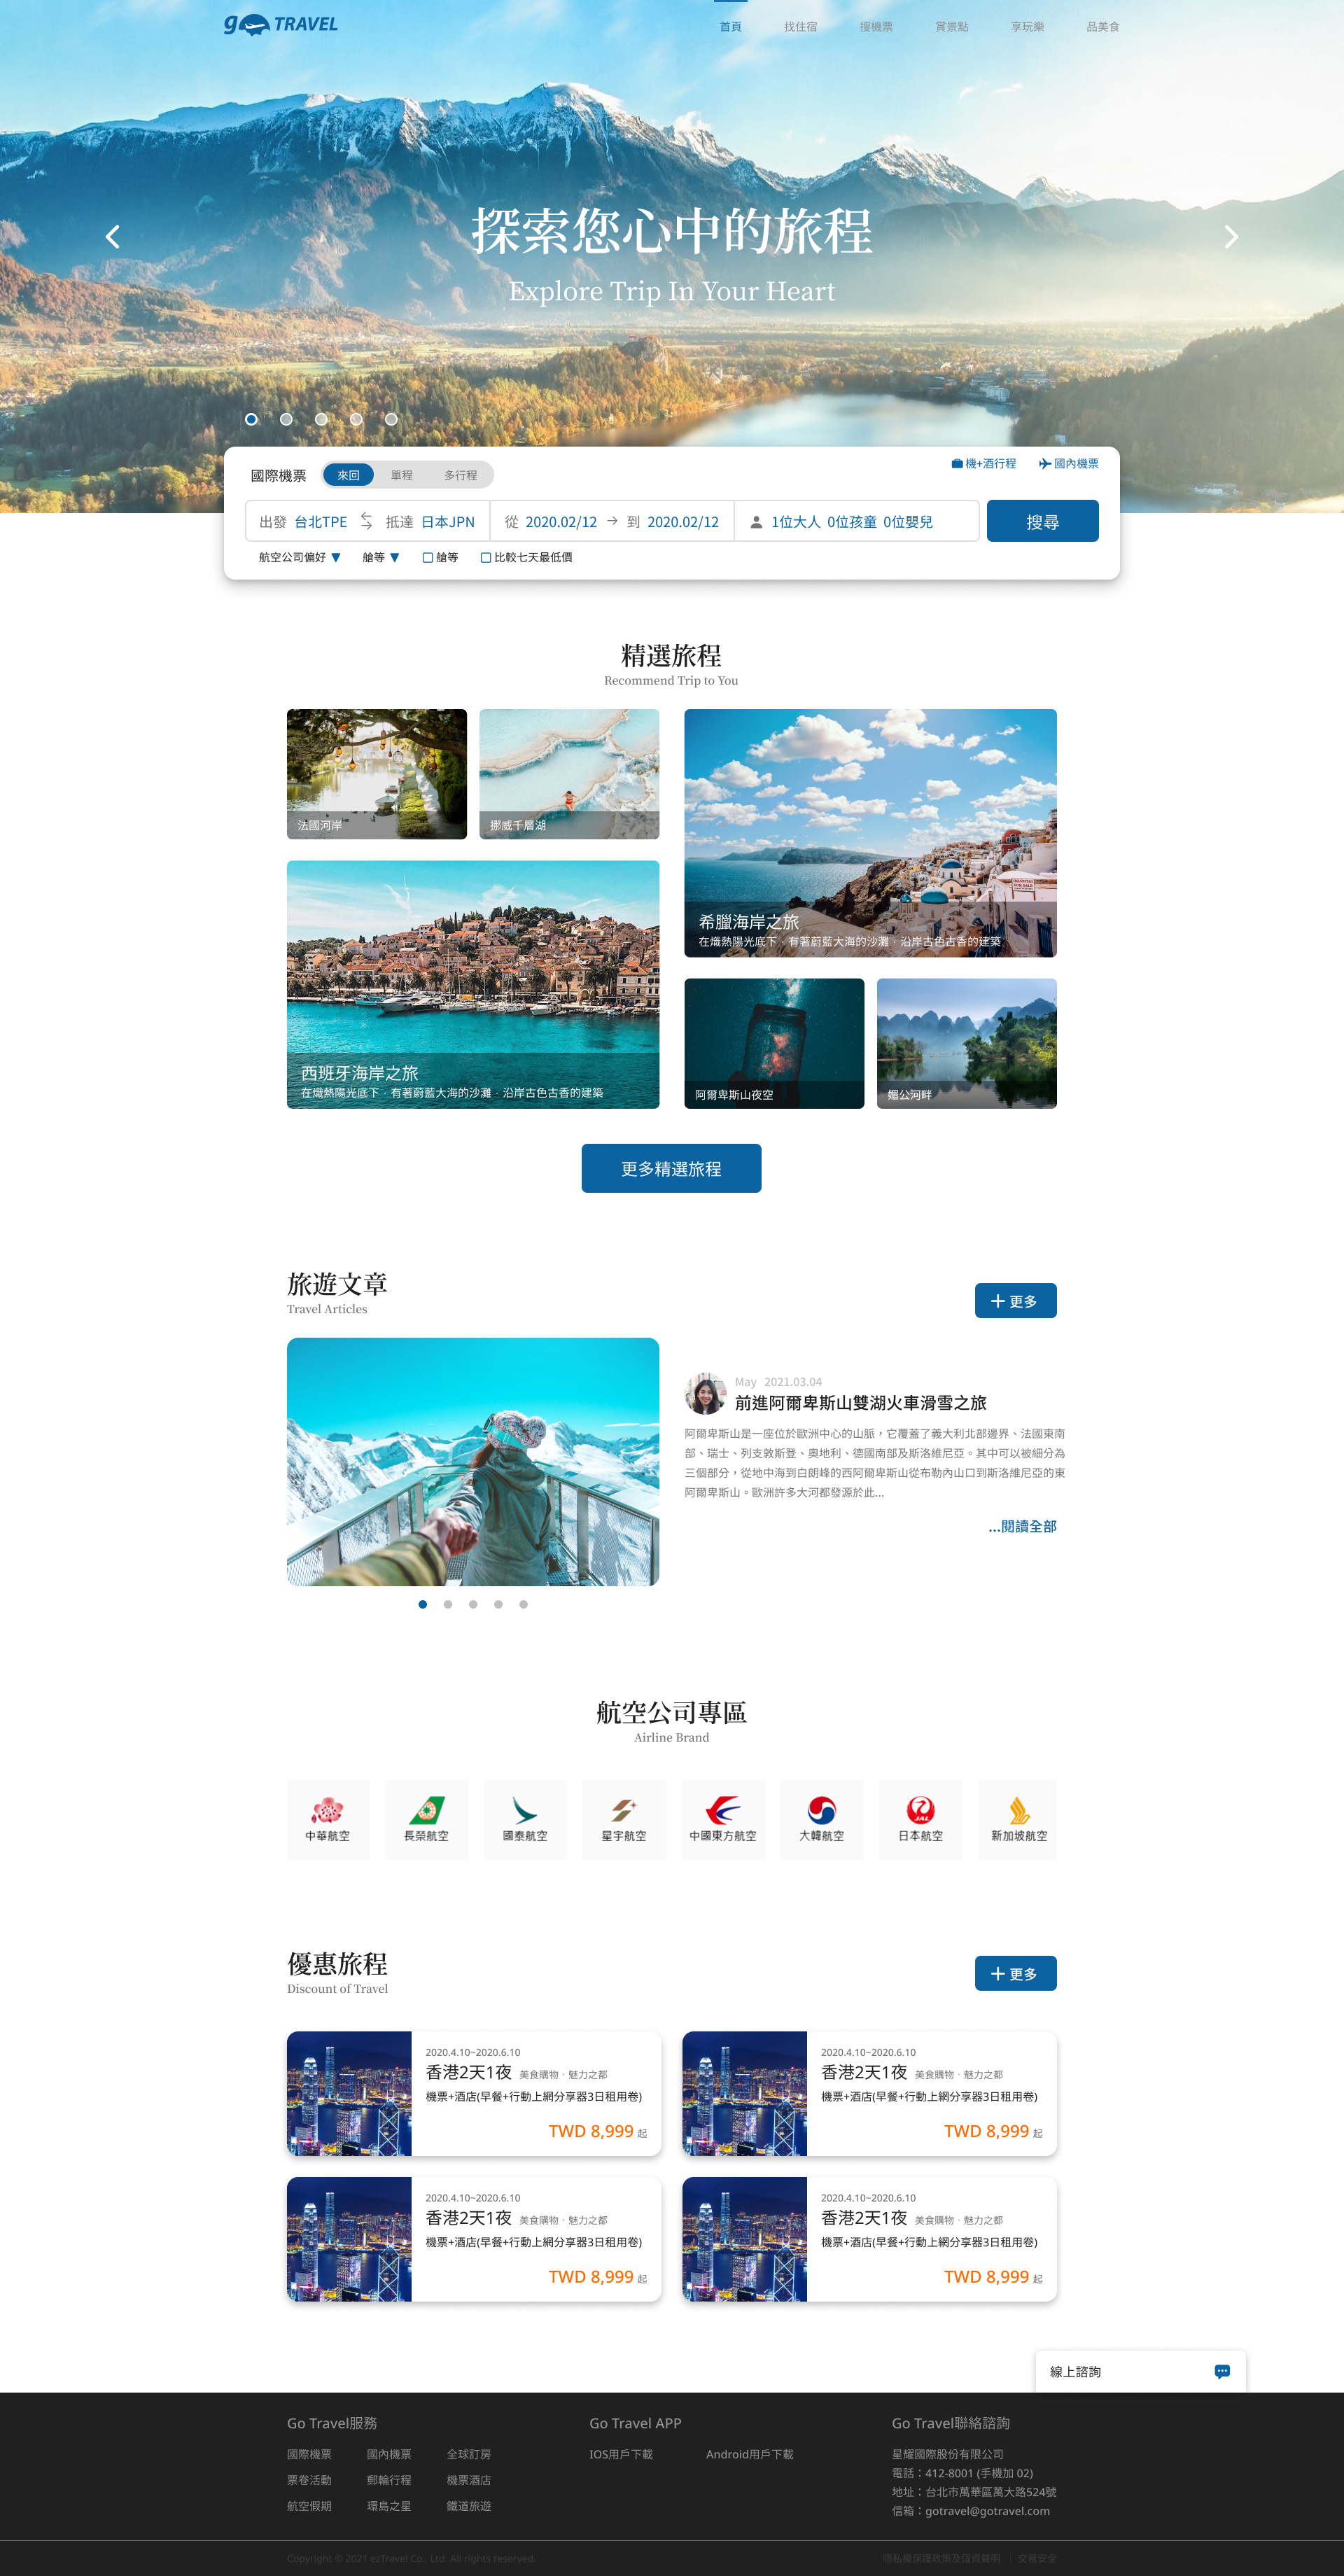 go TRAVEL
首頁 找住宿 搜機票 賞景點 享玩樂 品美食
探索您心中的旅程
Explore Trip In Your Heart
國際機票 來回 單程 多行程 機+酒行程 國內機票
出發 台北TPE 抵達 日本JPN 從 2020.02/12 到 2020.02/12 1位大人 0位孩童 0位嬰兒 搜尋
航空公司偏好 艙等 艙等 比較七天最低價
精選旅程
Recommend Trip to You
法國河岸
挪威千層湖
希臘海岸之旅
在熾熱陽光底下 · 有著蔚藍大海的沙灘 · 沿岸古色古香的建築
西班牙海岸之旅
在熾熱陽光底下 · 有著蔚藍大海的沙灘 · 沿岸古色古香的建築
阿爾卑斯山夜空
媚公河畔
更多精選旅程
旅遊文章
Travel Articles
更多
May 2021.03.04
前進阿爾卑斯山雙湖火車滑雪之旅
阿爾卑斯山是一座位於歐洲中心的山脈，它覆蓋了義大利北部邊界、法國東南
部、瑞士、列支敦斯登、奧地利、德國南部及斯洛維尼亞。其中可以被細分為
三個部分，從地中海到白朗峰的西阿爾卑斯山從布勒內山口到斯洛維尼亞的東
阿爾卑斯山。歐洲許多大河都發源於此...
...閱讀全部
航空公司專區
Airline Brand
中華航空 長榮航空 國泰航空 星宇航空 中國東方航空 大韓航空 JAL 日本航空 新加坡航空
優惠旅程
Discount of Travel
更多
2020.4.10~2020.6.10
香港2天1夜 美食購物 · 魅力之都
機票+酒店(早餐+行動上網分享器3日租用卷)
TWD 8,999 起
2020.4.10~2020.6.10
香港2天1夜 美食購物 · 魅力之都
機票+酒店(早餐+行動上網分享器3日租用卷)
TWD 8,999 起
2020.4.10~2020.6.10
香港2天1夜 美食購物 · 魅力之都
機票+酒店(早餐+行動上網分享器3日租用卷)
TWD 8,999 起
2020.4.10~2020.6.10
香港2天1夜 美食購物 · 魅力之都
機票+酒店(早餐+行動上網分享器3日租用卷)
TWD 8,999 起
線上諮詢
Go Travel服務
國際機票 國內機票 全球訂房
票卷活動 郵輪行程 機票酒店
航空假期 環島之星 鐵道旅遊
Go Travel APP
IOS用戶下載 Android用戶下載
Go Travel聯絡諮詢
星耀國際股份有限公司
電話：412-8001 (手機加 02)
地址：台北市萬華區萬大路524號
信箱：gotravel@gotravel.com
Copyright © 2021 ezTravel Co., Ltd. All rights reserved.
隱私權保護政策及個資聲明 | 交易安全